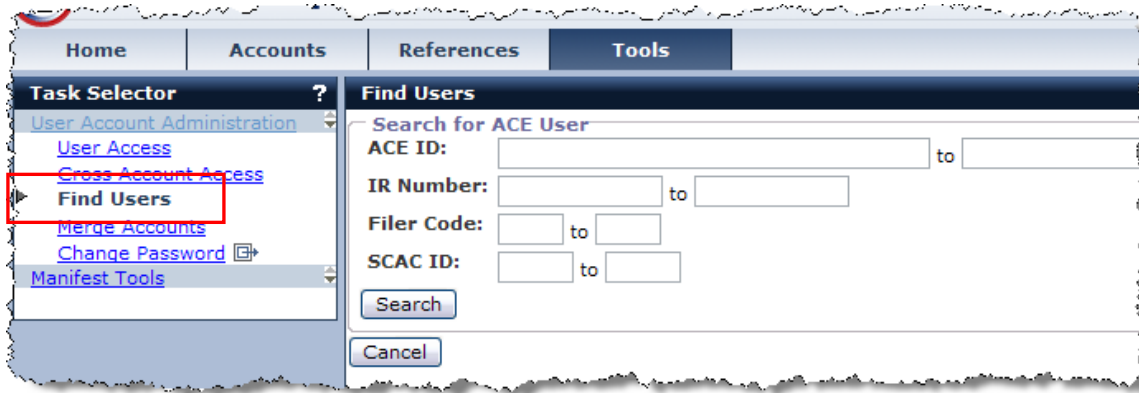 Home Accounts References Tools
Task Selector ?
User Account Administration
User Access
Cross Account Access
Find Users
Merge Accounts
Change Password
Manifest Tools
Find Users
Search for ACE User
ACE ID: to
IR Number: to
Filer Code: to
SCAC ID: to
Search
Cancel